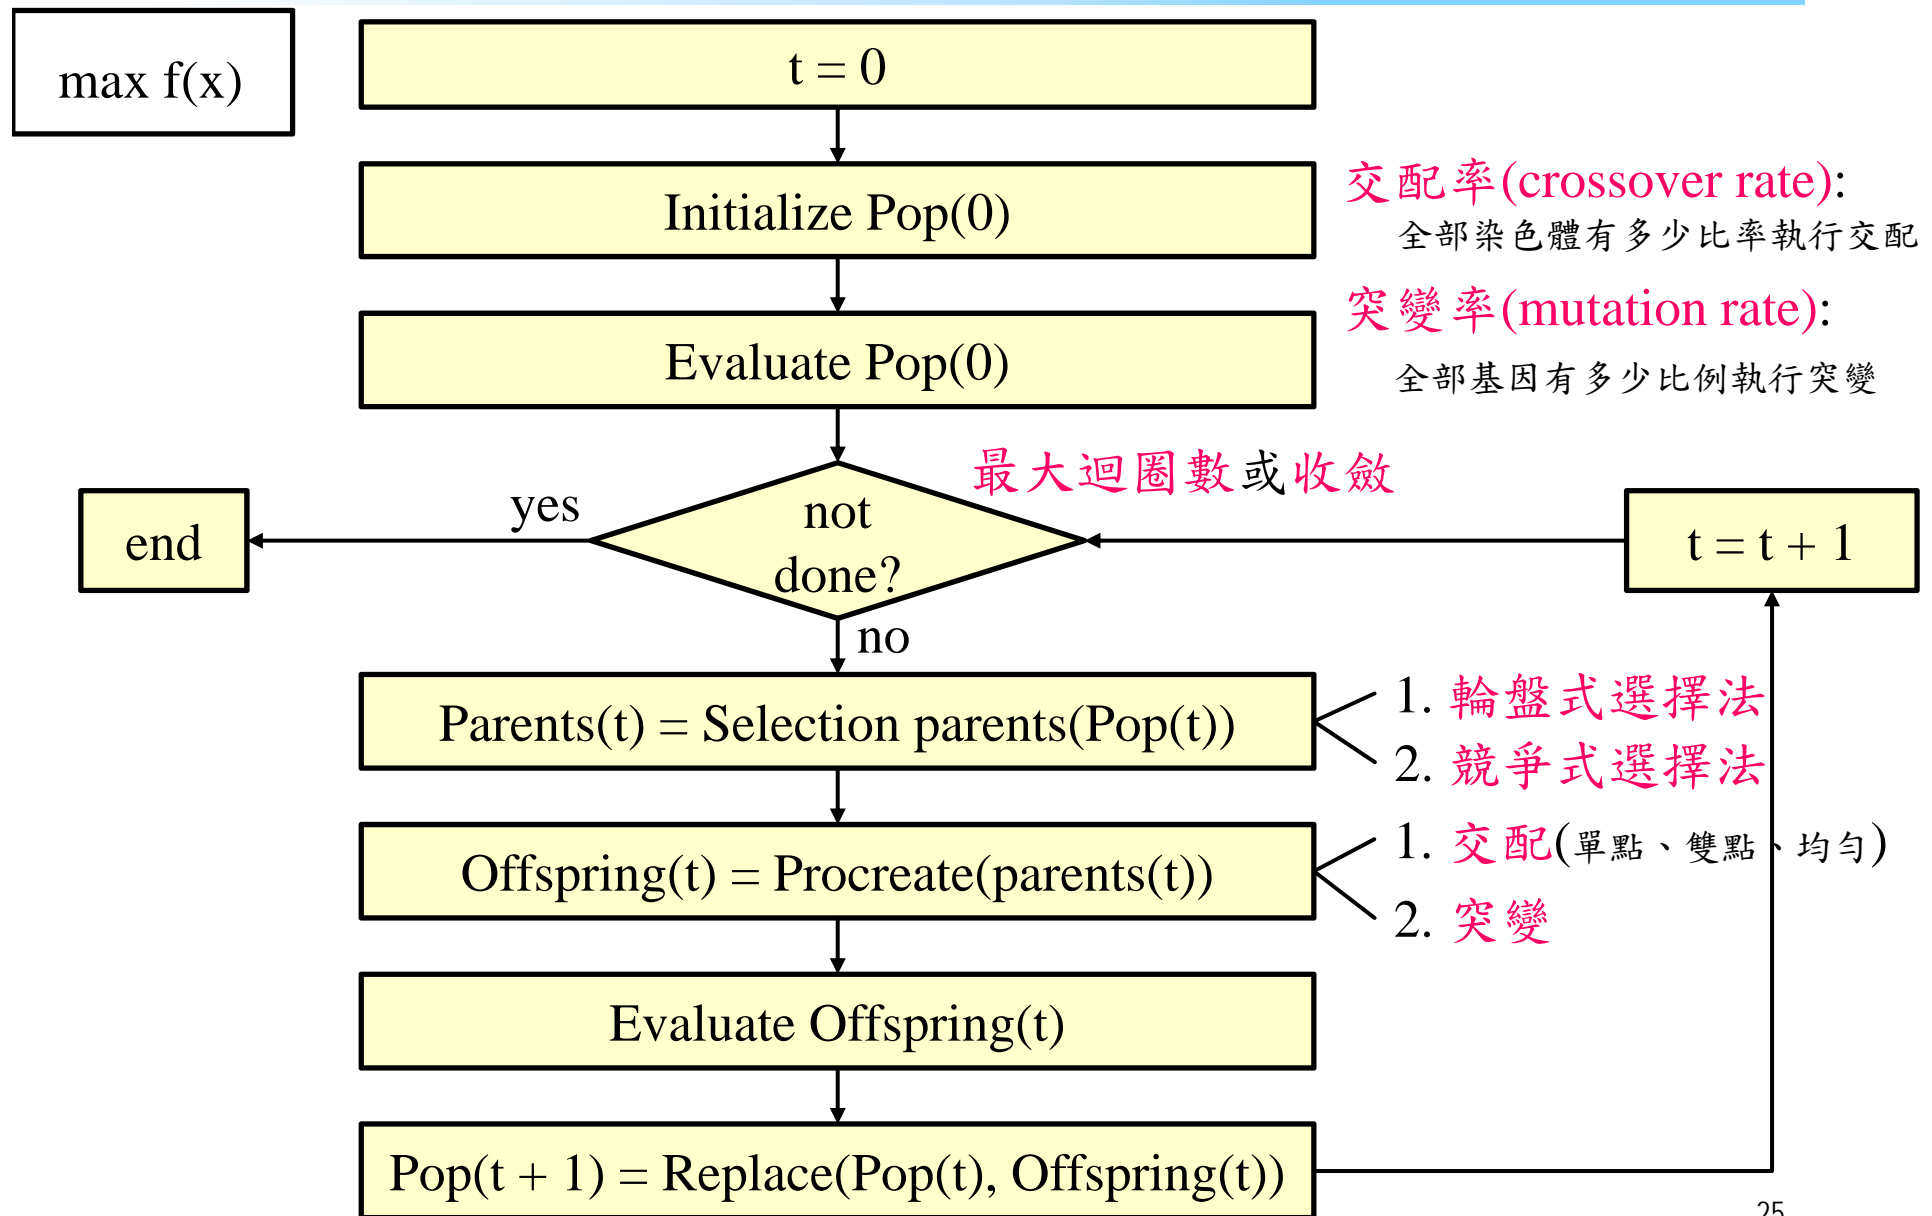 max f(x)
t = 0
Initialize Pop(0)
交配率(crossover rate):
全部染色體有多少比率執行交配
突變率(mutation rate):
Evaluate Pop(0)
全部基因有多少比例執行突變
最大迴圈數或收斂
yes
not
done?
end
t = t + 1
no
Parents(t) = Selection parents(Pop(t))
1. 輪盤式選擇法
2. 競爭式選擇法
Offspring(t) = Procreate(parents(t))
1. 交配(單點、雙點、均勻)
2. 突變
Evaluate Offspring(t)
Pop(t + 1) = Replace(Pop(t), Offspring(t))
25